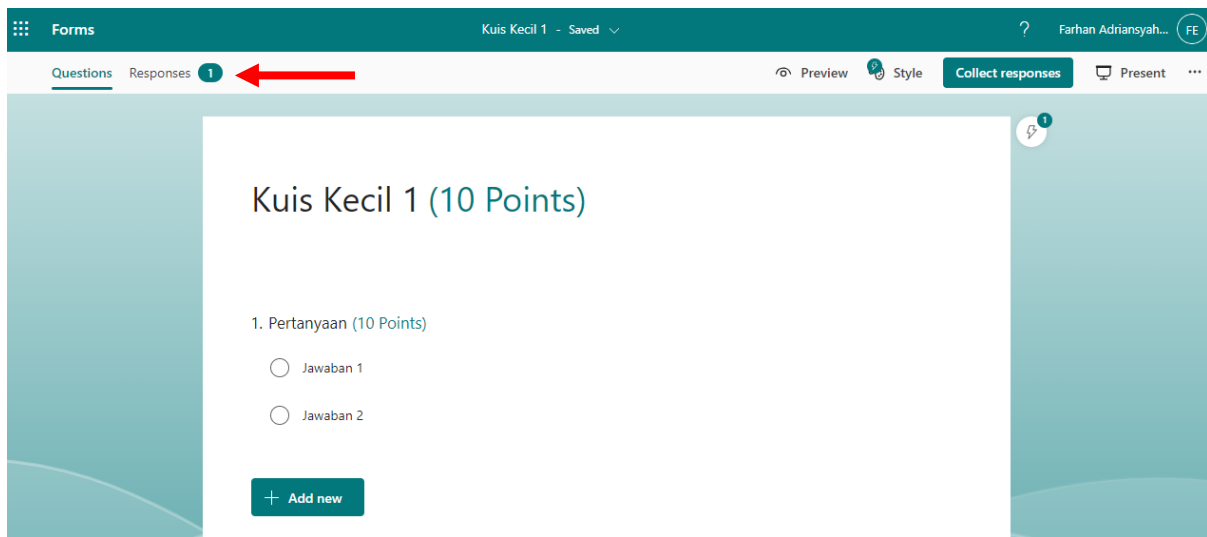 Forms
Kuis Kecil 1 - Saved
?
Farhan Adriansyah...
FE
Questions
Responses 1
Preview
Style
Collect responses
Present
...
1
Kuis Kecil 1 (10 Points)
1. Pertanyaan (10 Points)
Jawaban 1
Jawaban 2
+ Add new